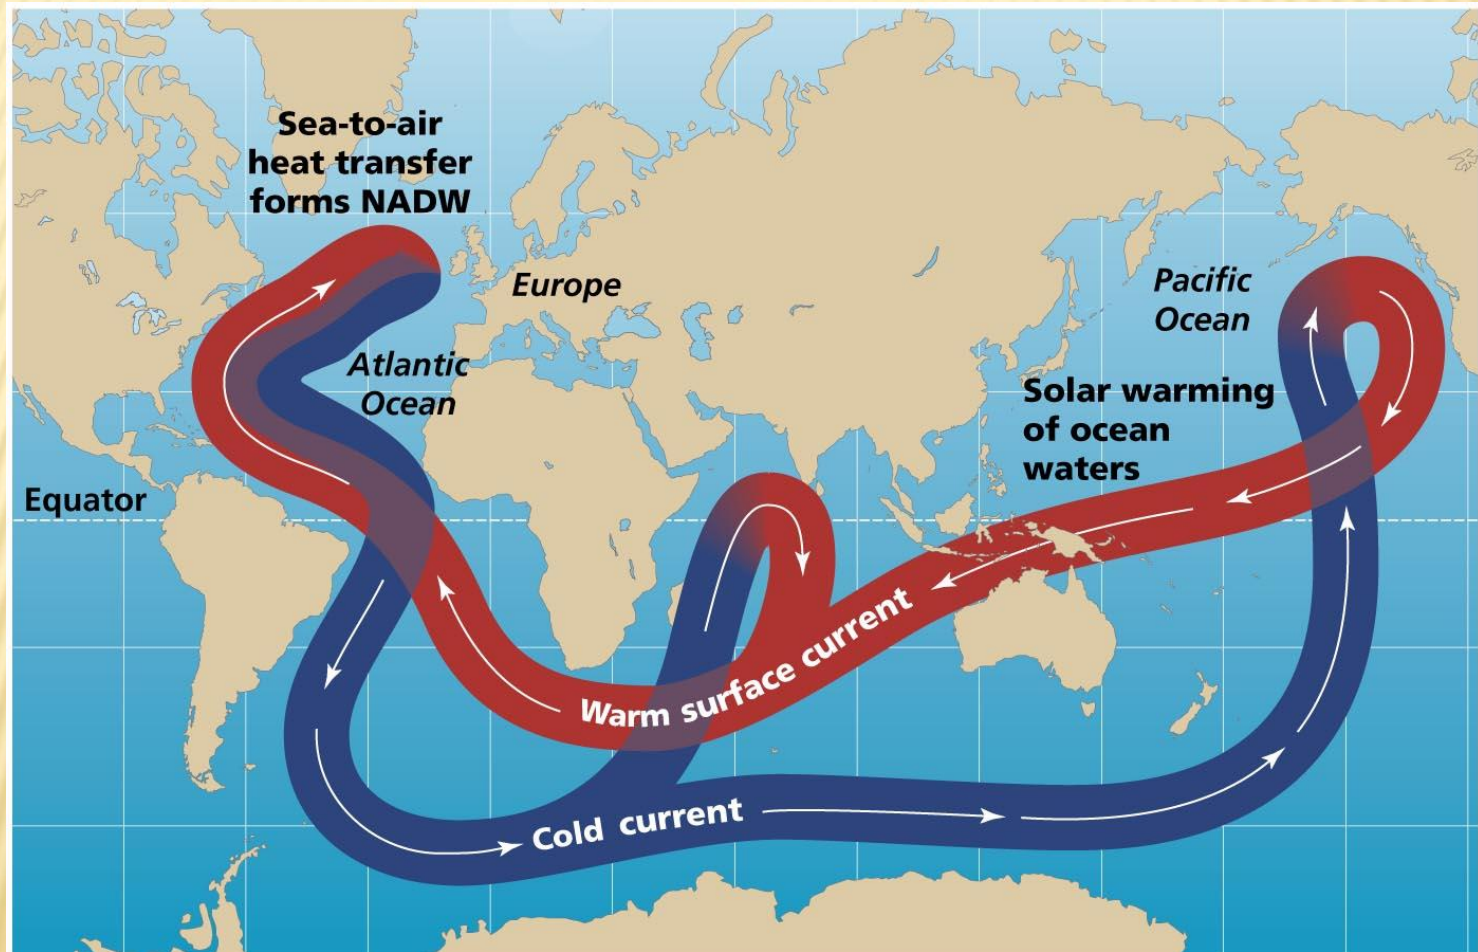 Sea-to-air
heat transfer
forms NADW
Europe
Pacific
Ocean
Atlantic
Ocean
Solar warming
of ocean
waters
Equator
Warm surface current
Cold current